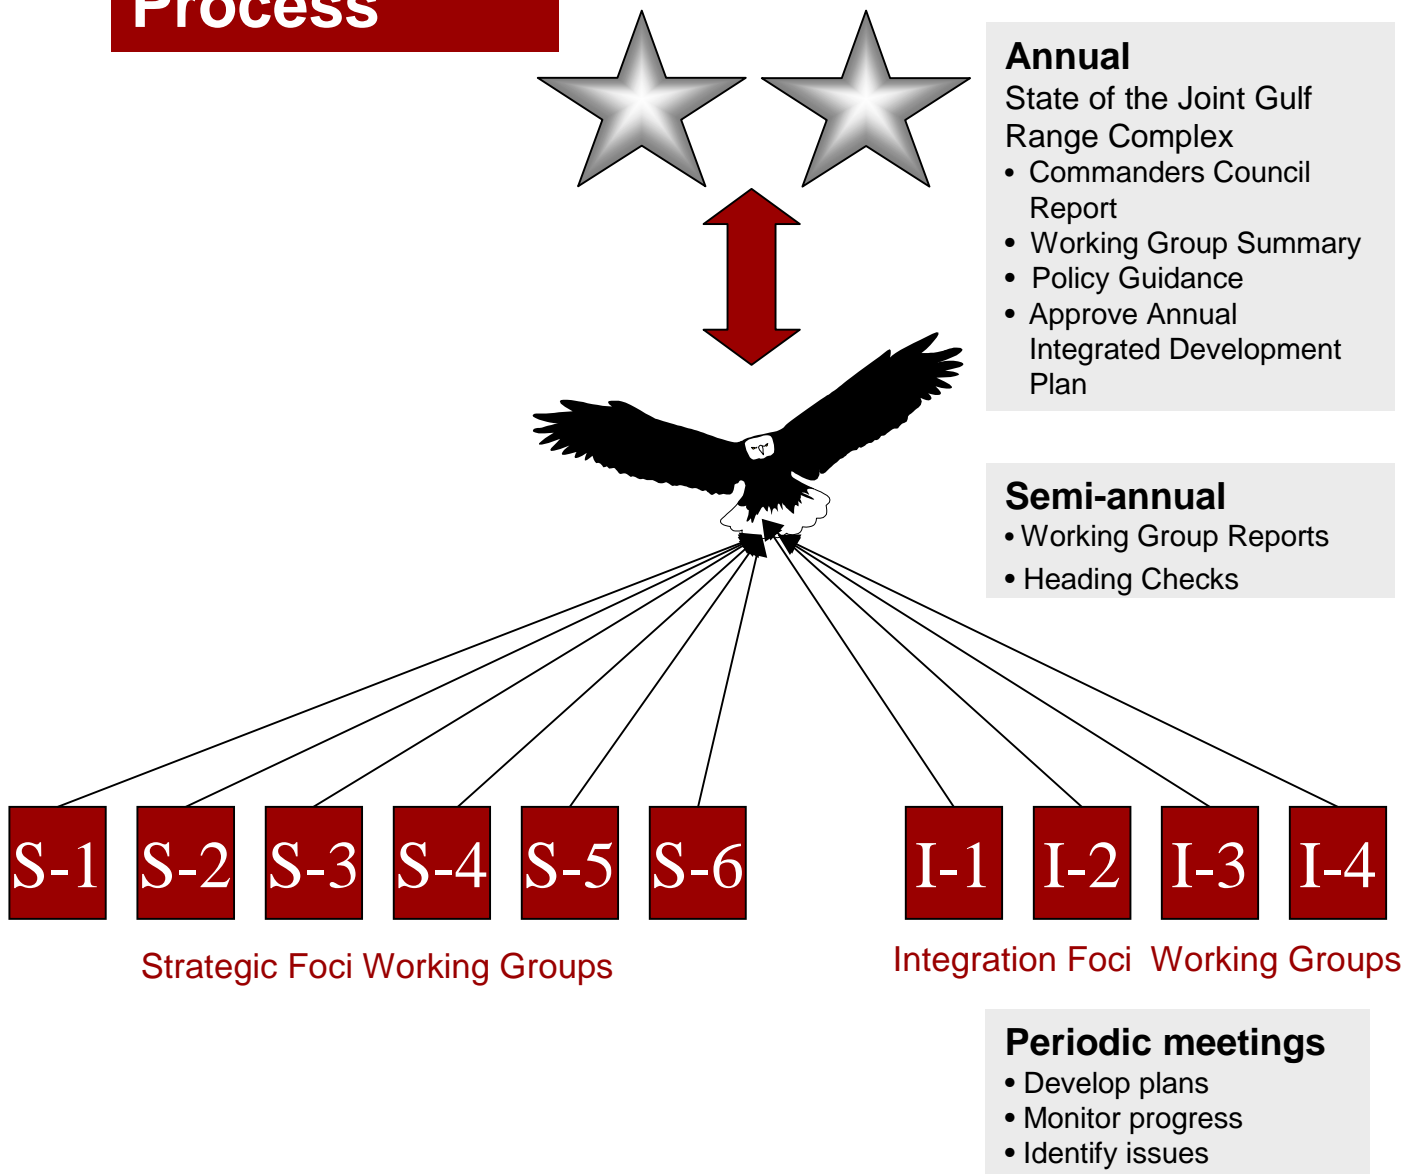 Process
Annual
State of the Joint Gulf
Range Complex
• Commanders Council
Report
• Working Group Summary
• Policy Guidance
• Approve Annual
Integrated Development
Plan
Semi-annual
• Working Group Reports
• Heading Checks
S-1 S-2 S-3 S-4 S-5 S-6 I-1 I-2 I-3 I-4
Strategic Foci Working Groups
Integration Foci Working Groups
Periodic meetings
• Develop plans
• Monitor progress
• Identify issues